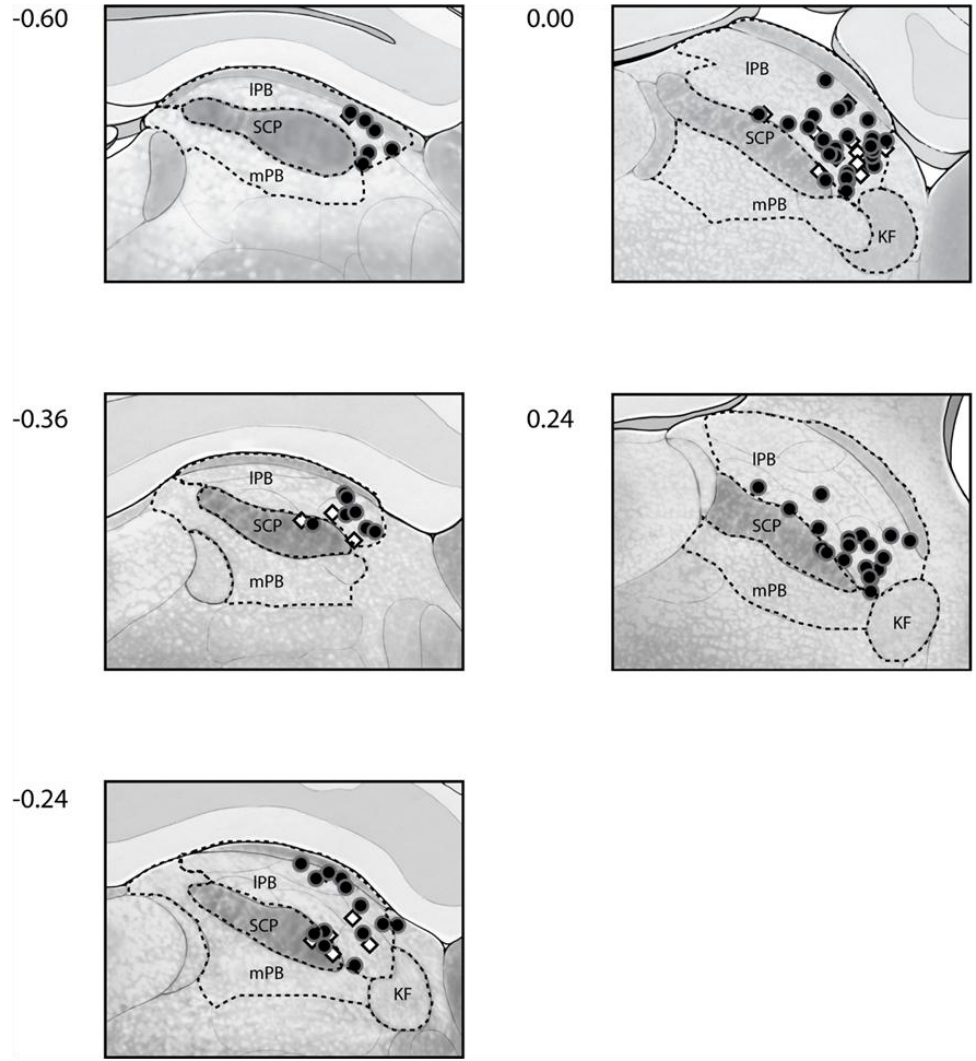 -0.60
lPB
SCP
mPB
0.00
lPB
SCP
mPB
KF
-0.36
lPB
SCP
mPB
0.24
lPB
SCP
mPB
KF
-0.24
lPB
SCP
mPB
KF